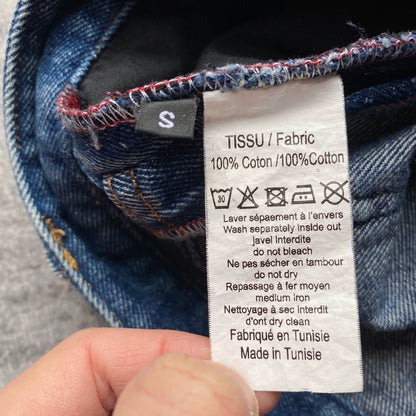 S
TISSU / Fabric
100% Coton /100%Cotton
30
Laver sépaement à l'envers
Wash separately inside out
javel interdite
do not bleach
Ne pas sécher en tambour
do not dry
Repassage à fer moyen
medium iron
Nettoyage à sec interdit
d'ont dry clean
Fabriqué en Tunisie
Made in Tunisie